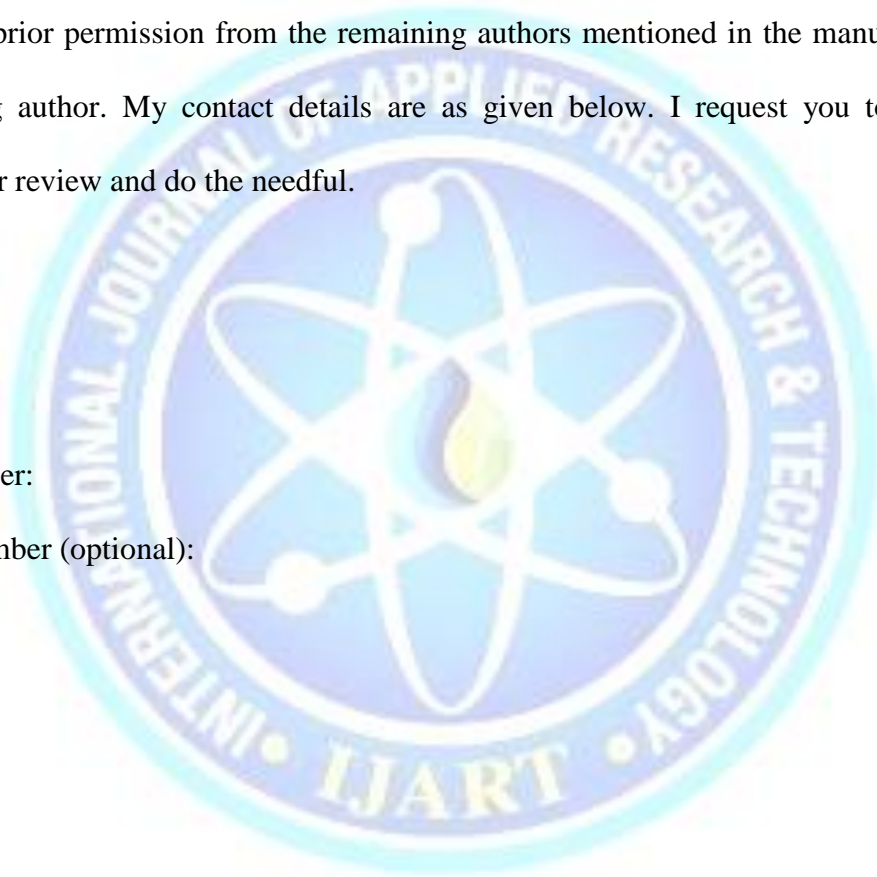 prior permission from the remaining authors mentioned in the manu
g author. My contact details are as given below. I request you to
r review and do the needful.
er:
mber (optional):
INTERNATIONAL JOURNAL OF APPLIED RESEARCH & TECHNOLOGY
• IJART •